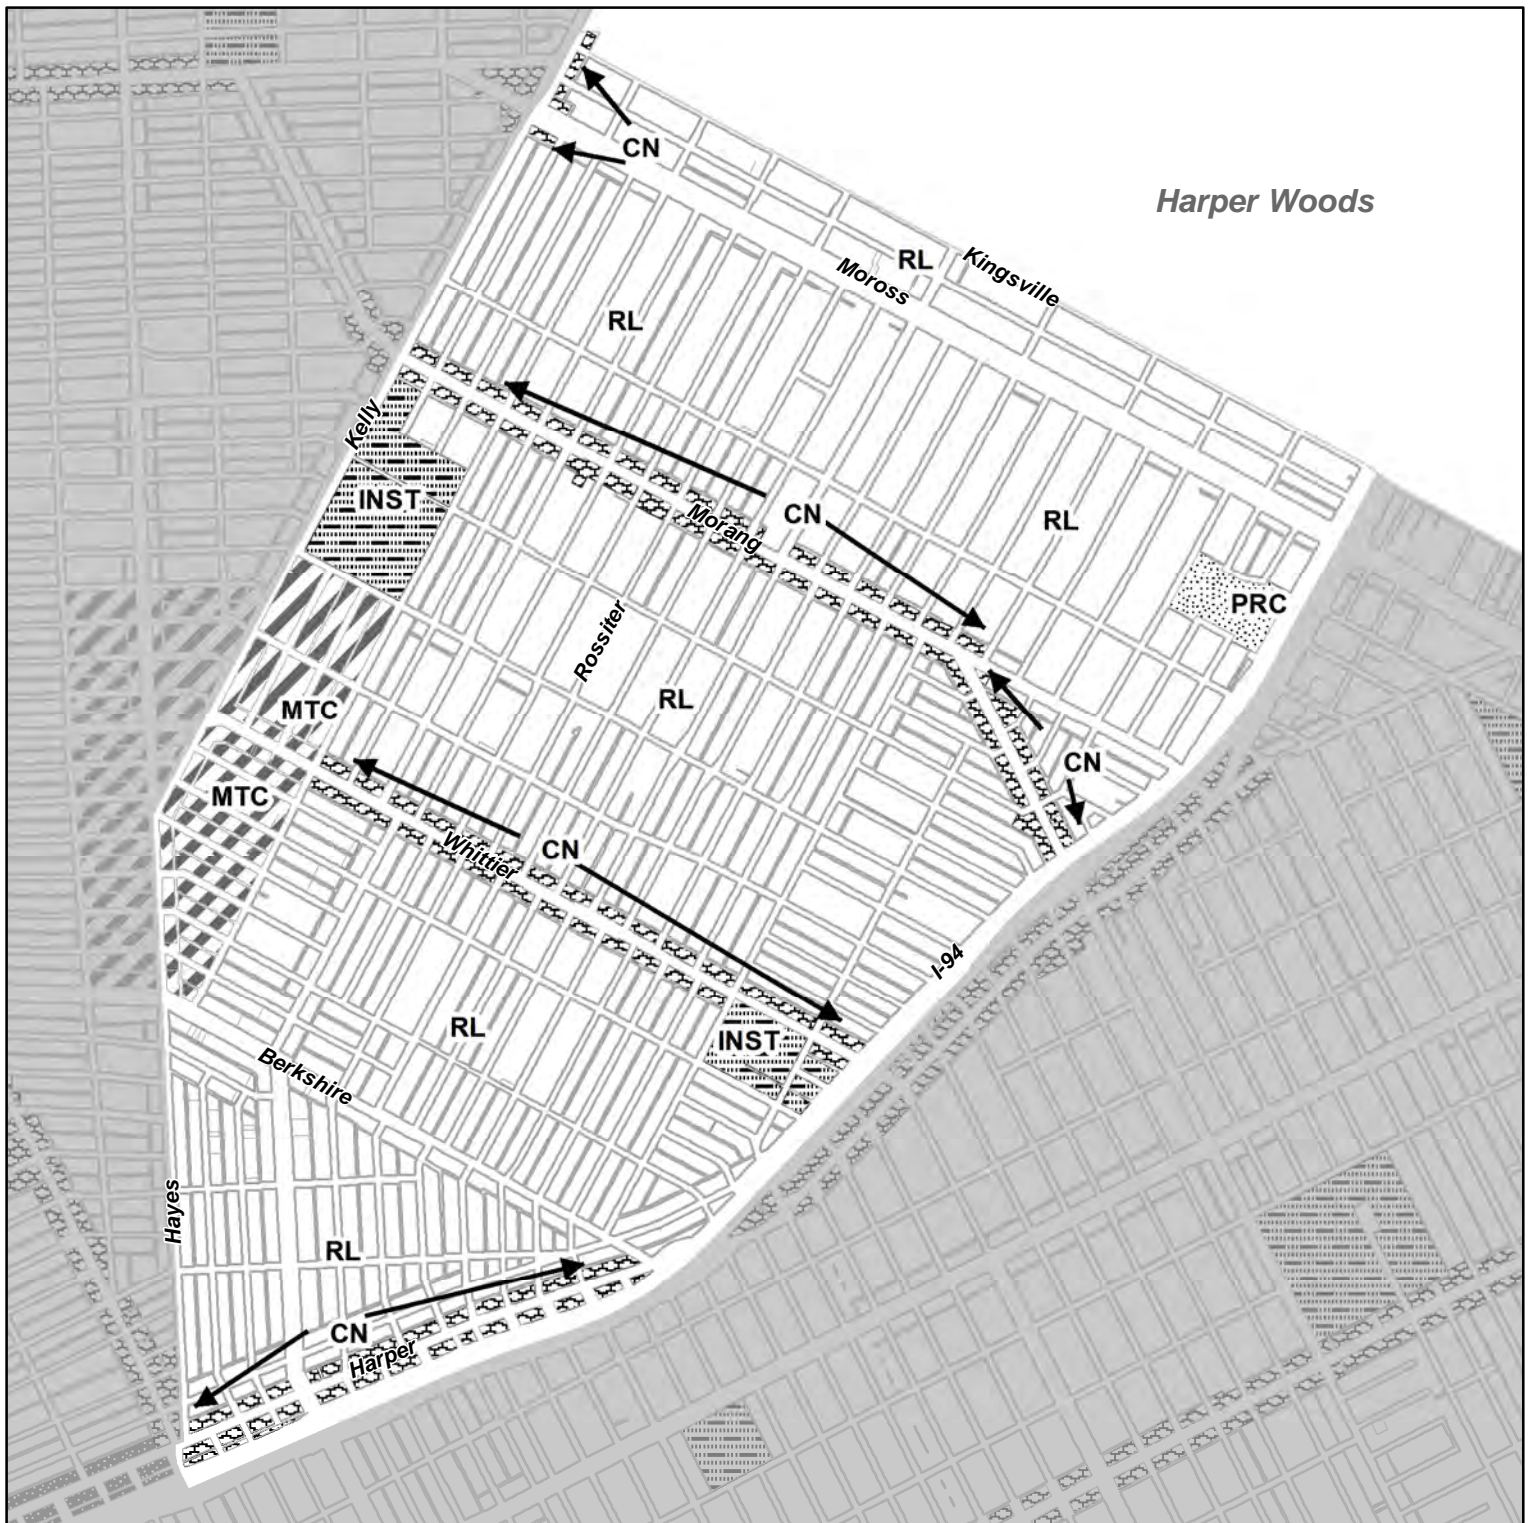 CN
Harper Woods
RL
Kingsville
Moross
RL
Kelly
INST
CN
Morang
RL
PRC
Rossiter
RL
MTC
CN
MTC
CN
Whittier
I-94
RL
INST
Berkshire
Hayes
RL
CN
Harper